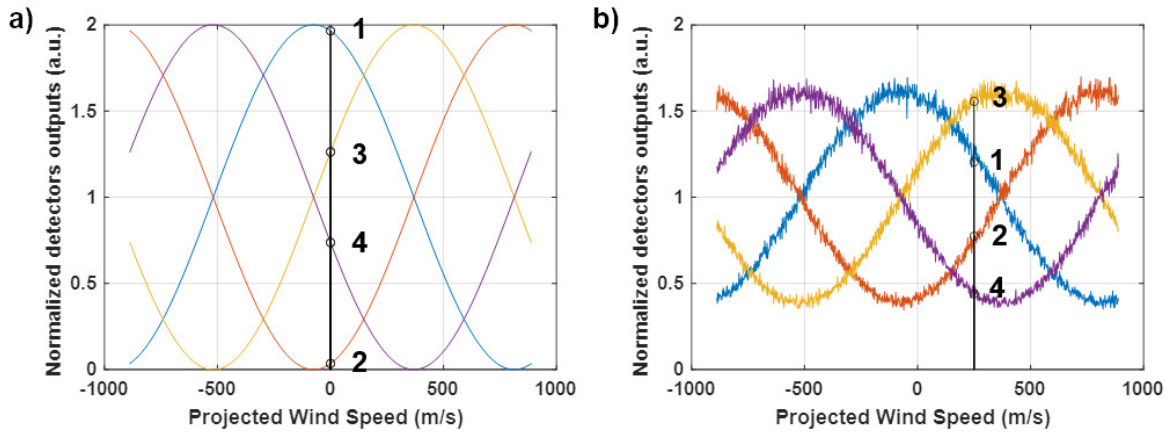 a)
Normalized detectors outputs (a.u.)
2
1.5
1
0.5
0
1
3
4
2
-1000 -500 0 500 1000
Projected Wind Speed (m/s)
b)
Normalized detectors outputs (a.u.)
2
1.5
1
0.5
0
3
1
2
4
-1000 -500 0 500 1000
Projected Wind Speed (m/s)